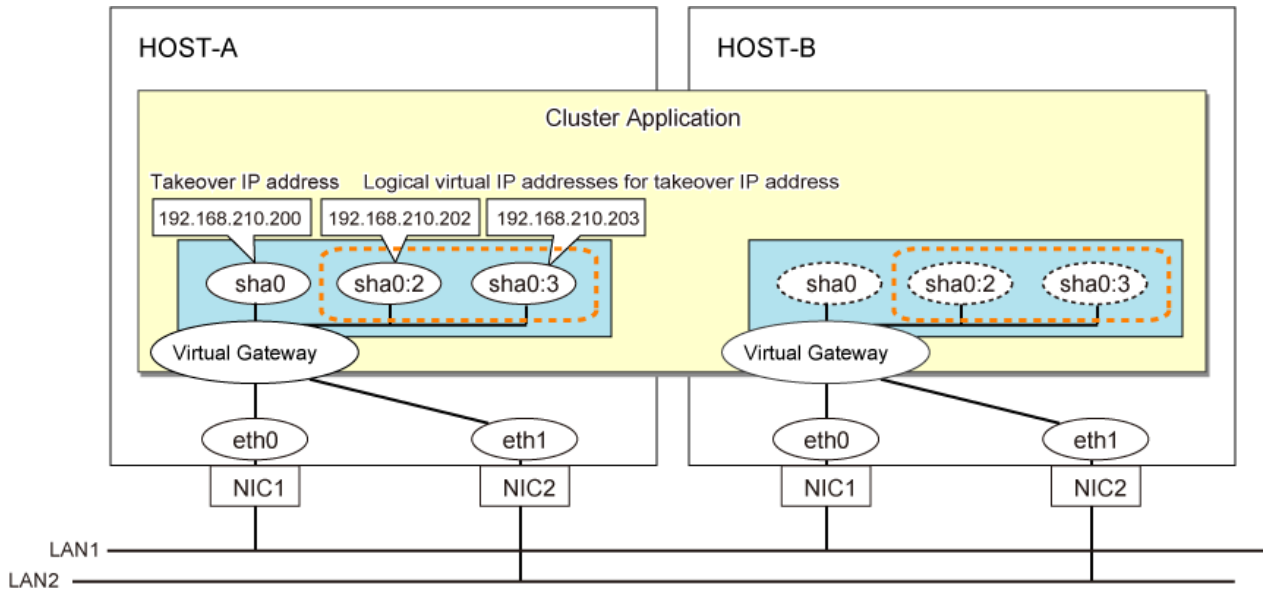 HOST-A
HOST-B
Cluster Application
Takeover IP address
Logical virtual IP addresses for takeover IP address
192.168.210.200
192.168.210.202
192.168.210.203
sha0
sha0:2
sha0:3
sha0
sha0:2
sha0:3
Virtual Gateway
Virtual Gateway
eth0
eth1
eth0
eth1
NIC1
NIC2
NIC1
NIC2
LAN1
LAN2